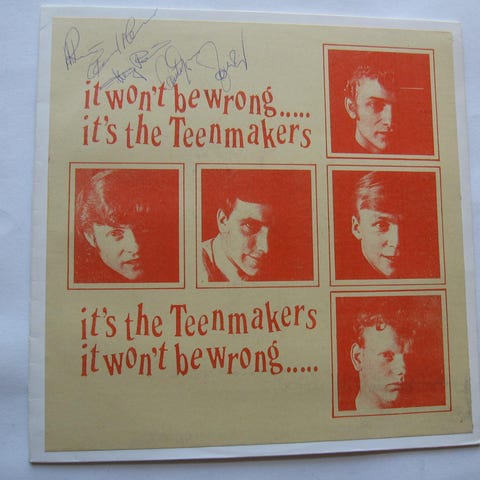 it won't be wrong.....
it's the Teenmakers
it's the Teenmakers
it won't be wrong.....